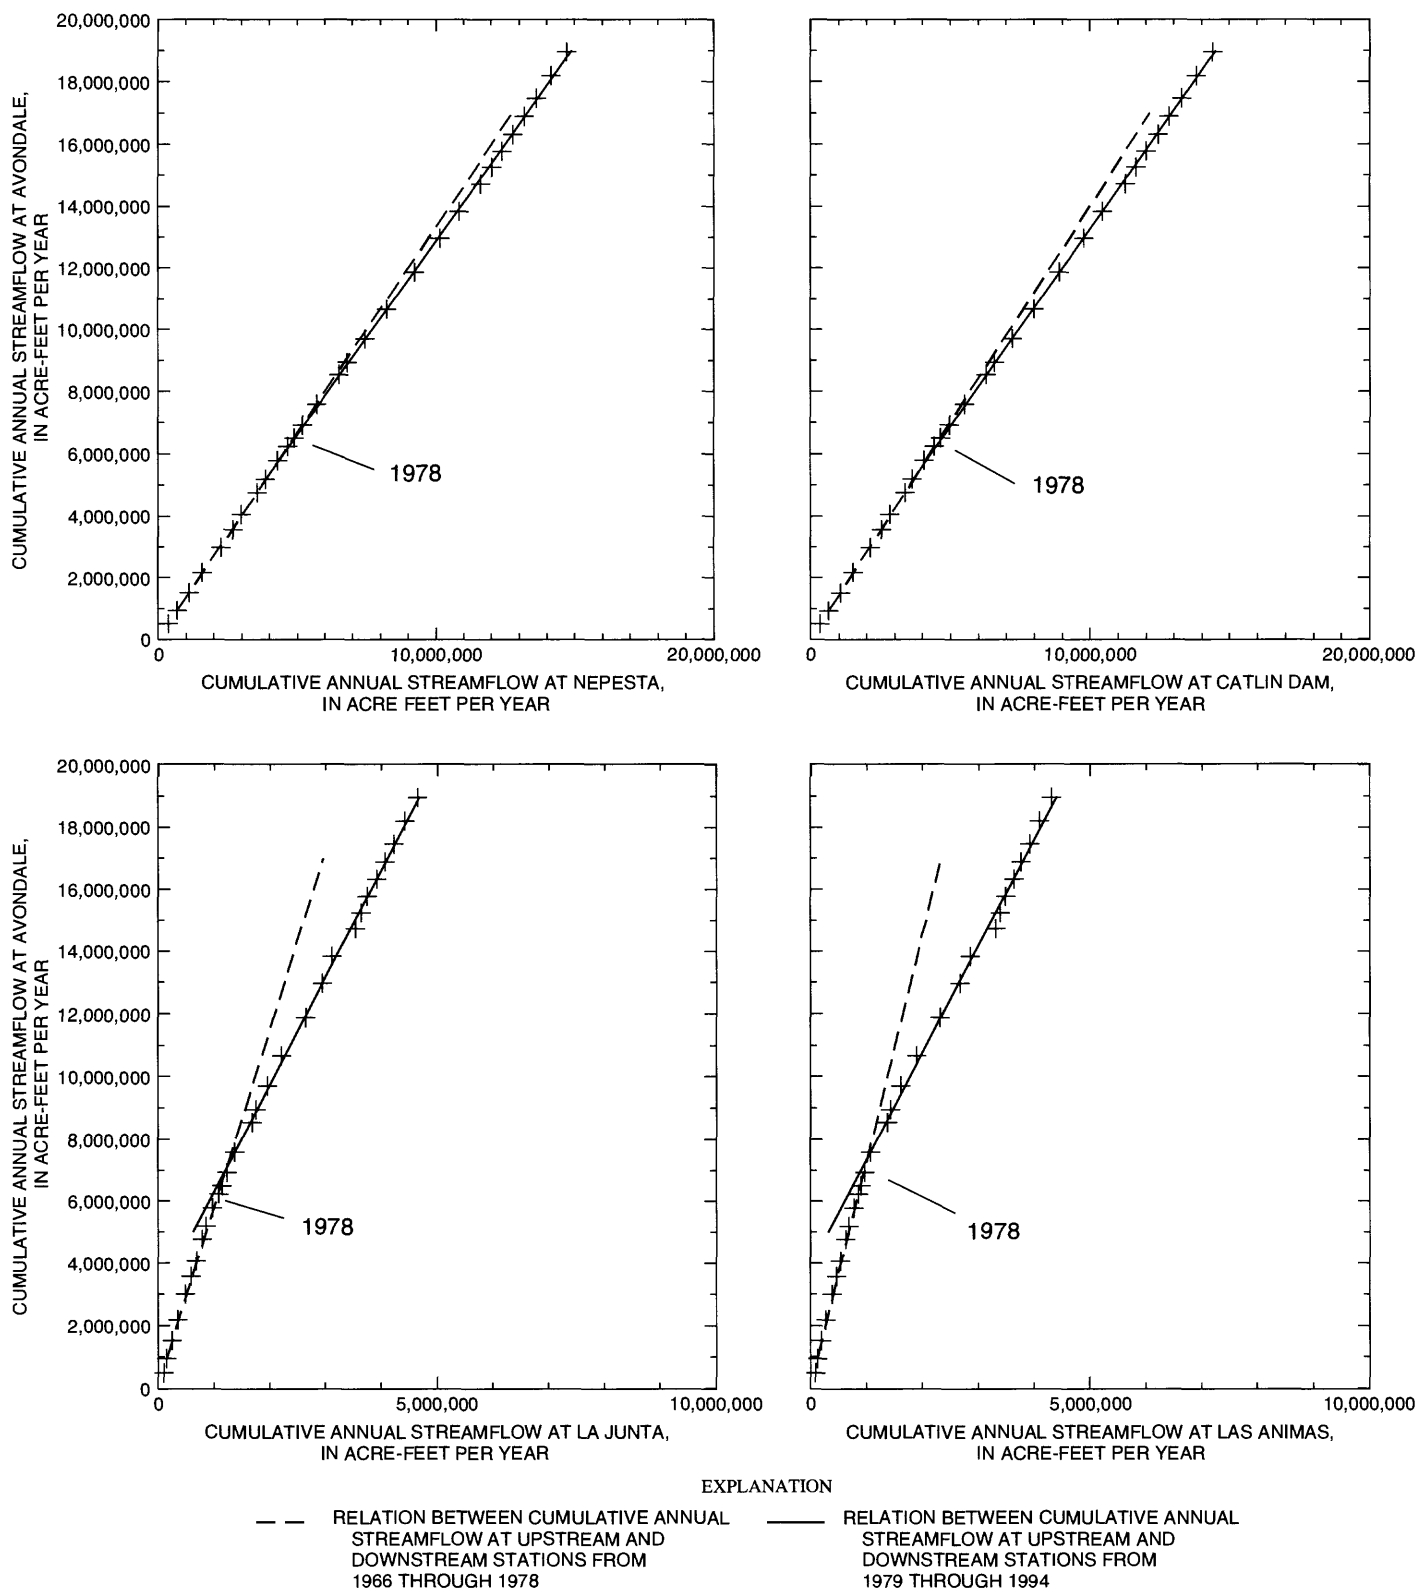 20,000,000
18,000,000
16,000,000
14,000,000
12,000,000
10,000,000
8,000,000
6,000,000
4,000,000
2,000,000
0
CUMULATIVE ANNUAL STREAMFLOW AT AVONDALE,
IN ACRE-FEET PER YEAR
1978
0
10,000,000
20,000,000
CUMULATIVE ANNUAL STREAMFLOW AT NEPESTA,
IN ACRE FEET PER YEAR
1978
0
10,000,000
20,000,000
CUMULATIVE ANNUAL STREAMFLOW AT CATLIN DAM,
IN ACRE-FEET PER YEAR
20,000,000
18,000,000
16,000,000
14,000,000
12,000,000
10,000,000
8,000,000
6,000,000
4,000,000
2,000,000
0
CUMULATIVE ANNUAL STREAMFLOW AT AVONDALE,
IN ACRE-FEET PER YEAR
1978
0
5,000,000
10,000,000
CUMULATIVE ANNUAL STREAMFLOW AT LA JUNTA,
IN ACRE-FEET PER YEAR
1978
0
5,000,000
10,000,000
CUMULATIVE ANNUAL STREAMFLOW AT LAS ANIMAS,
IN ACRE-FEET PER YEAR
EXPLANATION
RELATION BETWEEN CUMULATIVE ANNUAL
STREAMFLOW AT UPSTREAM AND
DOWNSTREAM STATIONS FROM
1966 THROUGH 1978
RELATION BETWEEN CUMULATIVE ANNUAL
STREAMFLOW AT UPSTREAM AND
DOWNSTREAM STATIONS FROM
1979 THROUGH 1994